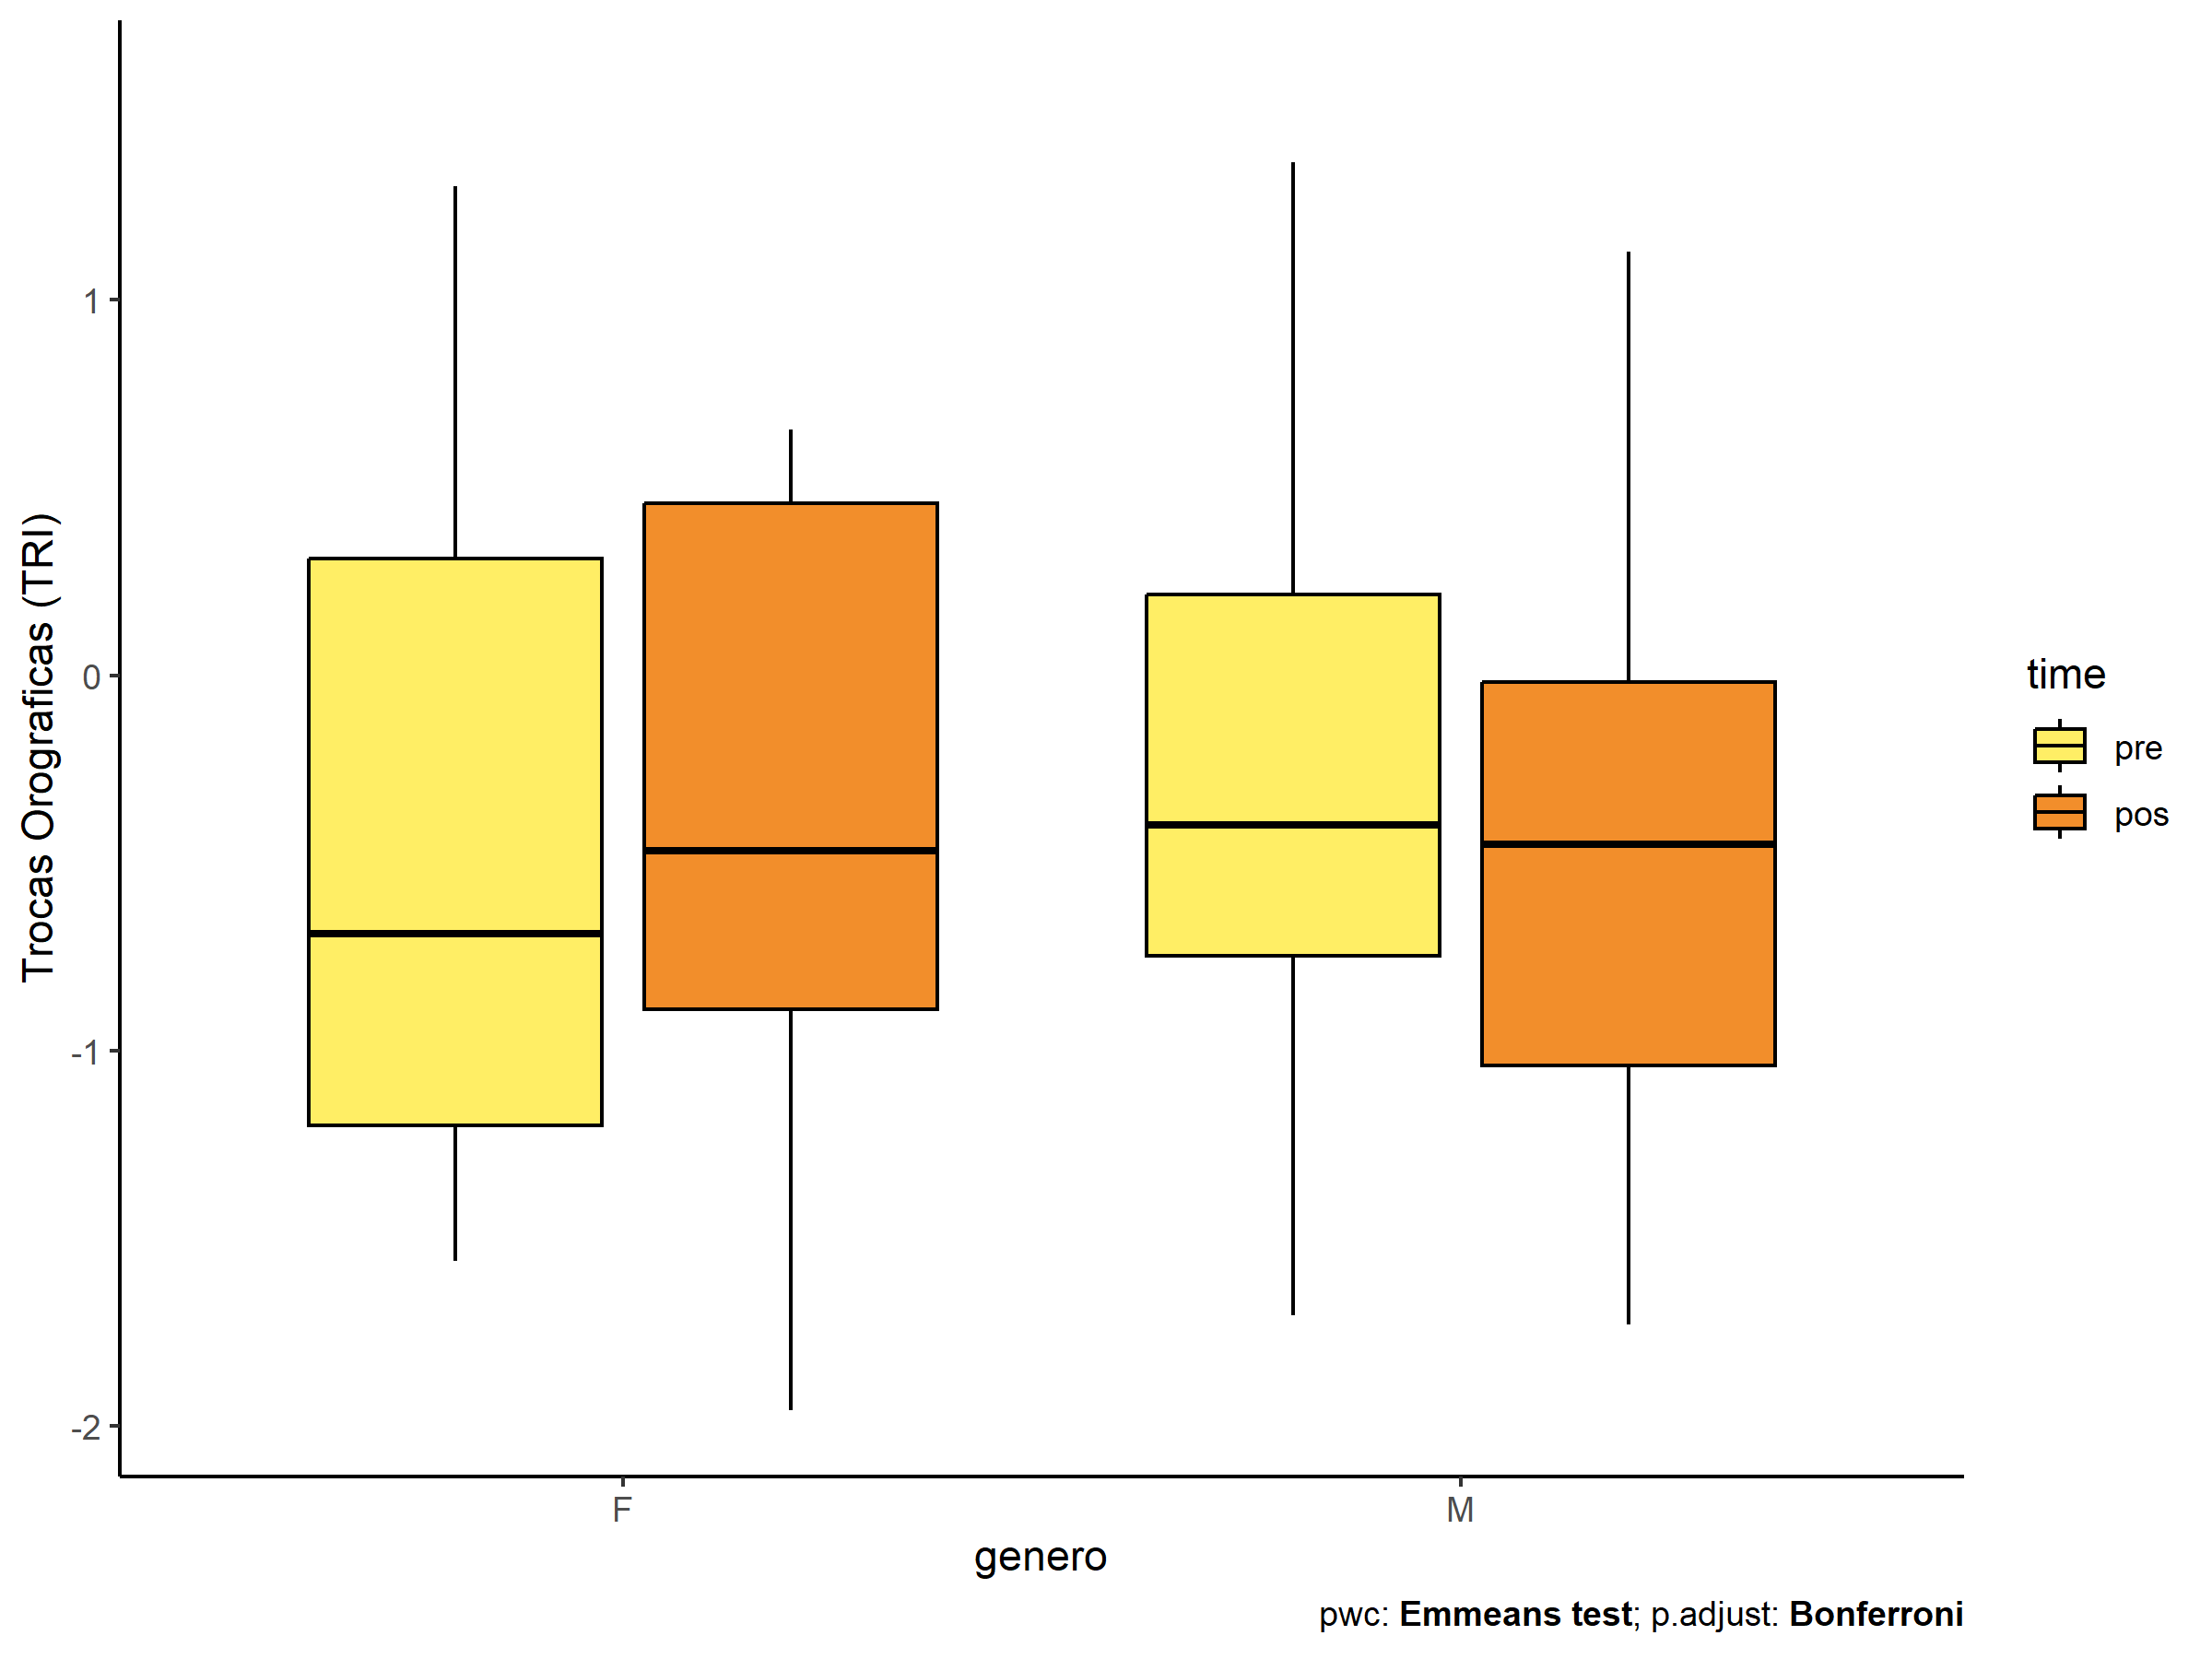 Trocas Orograficas (TRI)
1
0
-1
-2
F
M
genero
time
pre
pos
pwc: Emmeans test; p.adjust: Bonferroni